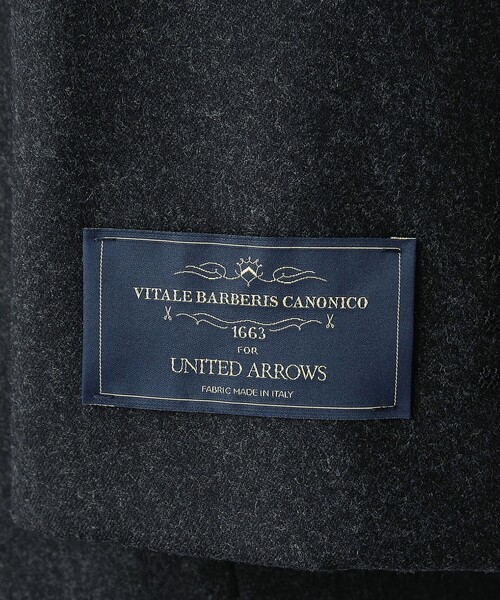 VITALE BARBERIS CANONICO
1663
FOR
UNITED ARROWS
FABRIC MADE IN ITALY